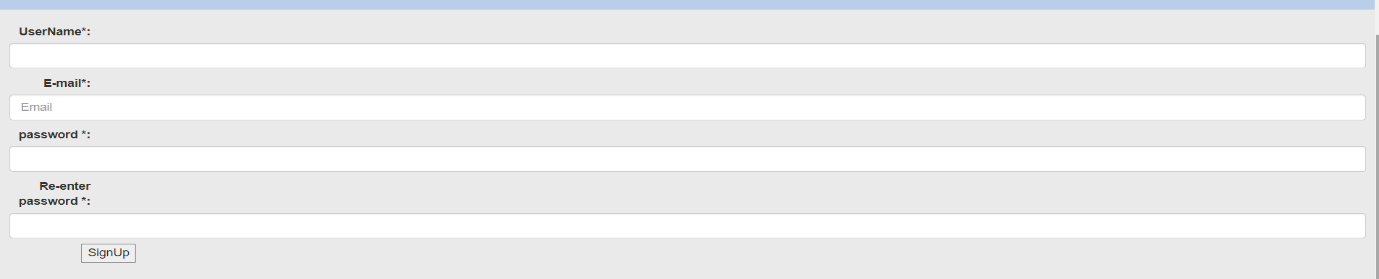 UserName*:
E-mail*:
Email
password *:
Re-enter
password *:
SignUp